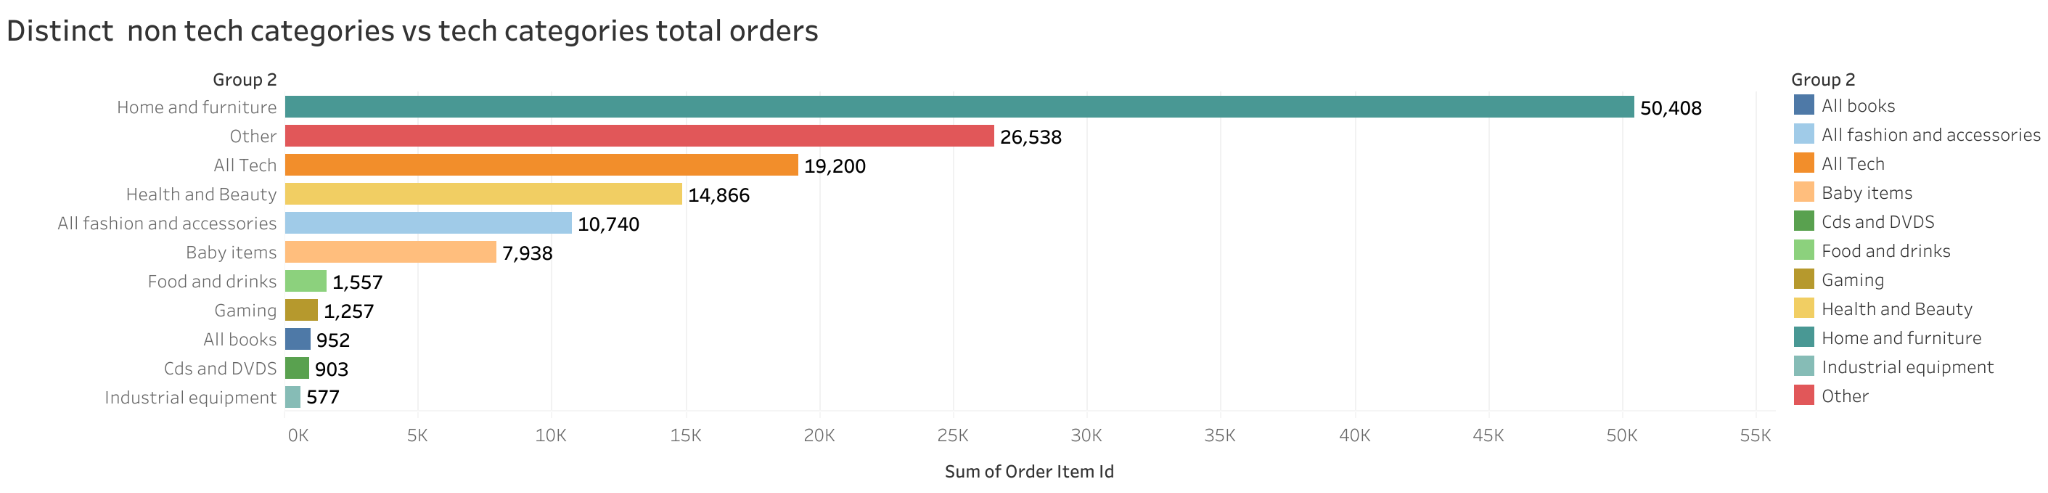 Distinct  non tech categories vs tech categories total orders
Group 2
Home and furniture 50,408
Other 26,538
All Tech 19,200
Health and Beauty 14,866
All fashion and accessories 10,740
Baby items 7,938
Food and drinks 1,557
Gaming 1,257
All books 952
Cds and DVDS 903
Industrial equipment 577
0K 5K 10K 15K 20K 25K 30K 35K 40K 45K 50K 55K
Sum of Order Item Id
Group 2
All books
All fashion and accessories
All Tech
Baby items
Cds and DVDS
Food and drinks
Gaming
Health and Beauty
Home and furniture
Industrial equipment
Other